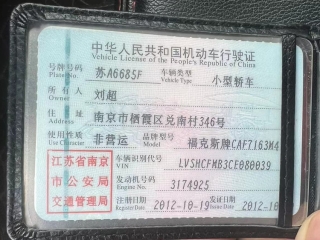 中华人民共和国机动车行驶证
Vehicle License of the People's Republic of China
号牌号码 苏A6685F 车辆类型 小型轿车
Plate No. Vehicle Type
所有人 刘超
Owner
住址 南京市栖霞区兑南村346号
Address
使用性质 非营运 品牌型号 福克斯牌CAF7163M4
Use Character Model
江苏省南京
市公安局
交通管理局
车辆识别代号 LVSHCFMB3CE080039
VIN
发动机号码 3174925
Engine No.
注册日期 2012-10-19 发证日期 2012-10
Register Date Issue Date